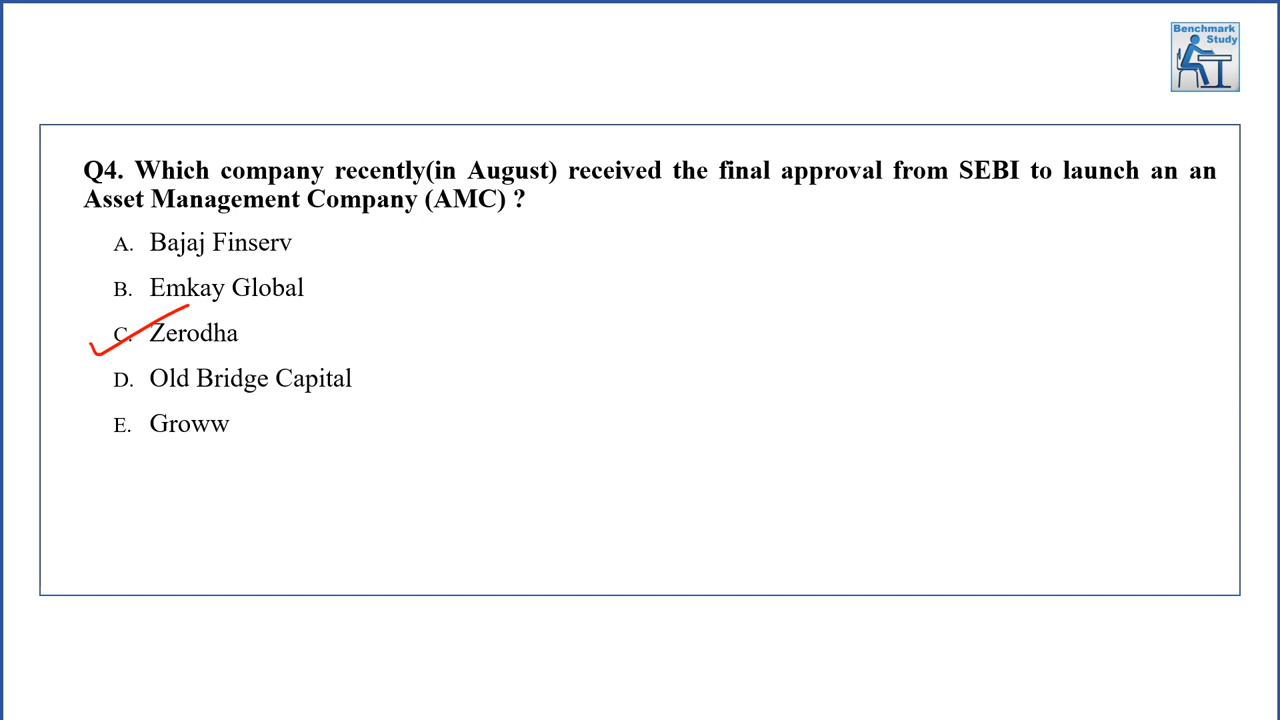 Benchmark
Study
Q4. Which company recently(in August) received the final approval from SEBI to launch an an
Asset Management Company (AMC) ?
A. Bajaj Finserv
B. Emkay Global
C. Zerodha
D. Old Bridge Capital
E. Groww